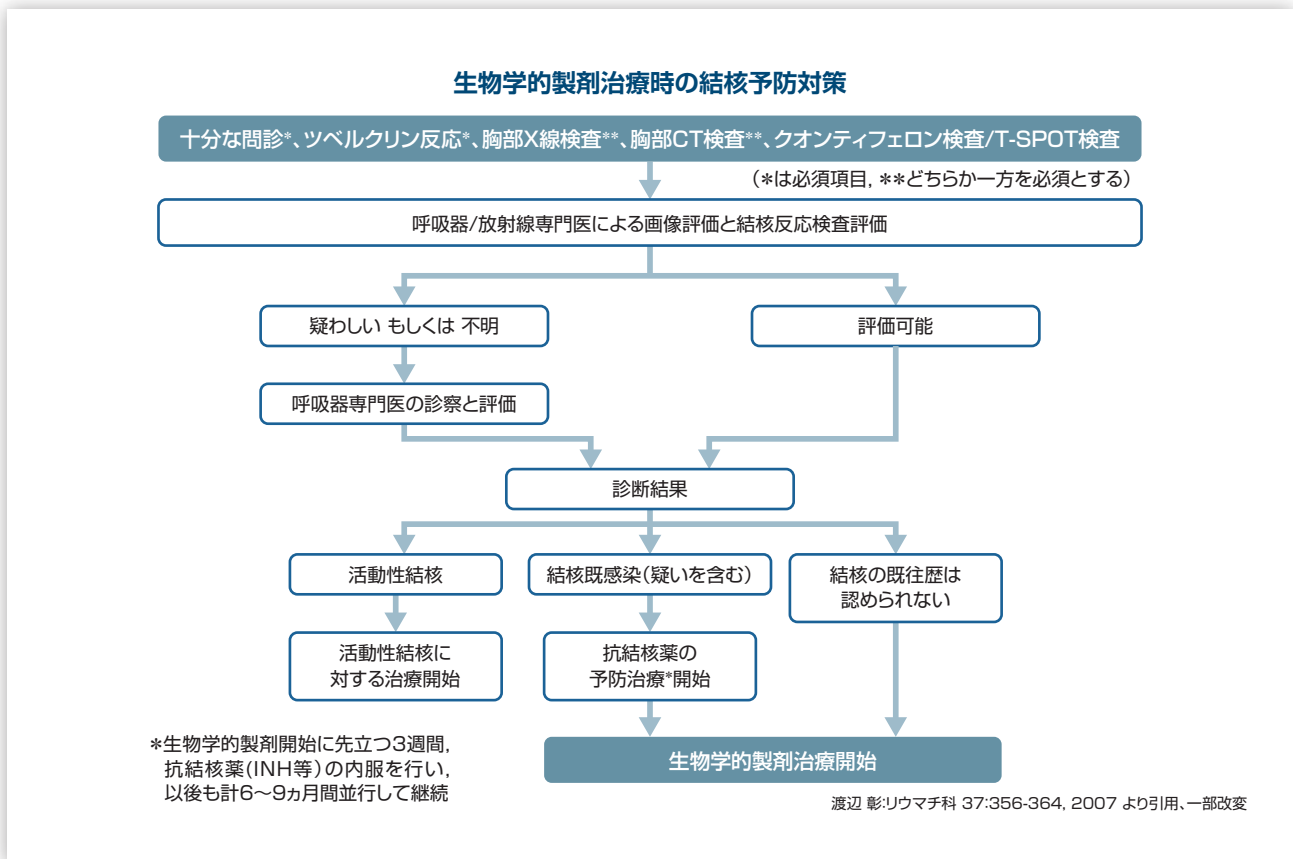 生物学的製剤治療時の結核予防対策
十分な問診*、ツベルクリン反応*、胸部X線検査**、胸部CT検査**、クオンティフェロン検査/T-SPOT検査
（*は必須項目, **どちらか一方を必須とする）
呼吸器/放射線専門医による画像評価と結核反応検査評価
疑わしい もしくは 不明
評価可能
呼吸器専門医の診察と評価
診断結果
活動性結核
結核既感染（疑いを含む）
結核の既往歴は
認められない
活動性結核に
対する治療開始
抗結核薬の
予防治療*開始
*生物学的製剤開始に先立つ3週間,
抗結核薬(INH等)の内服を行い,
以後も計6〜9ヵ月間並行して継続
生物学的製剤治療開始
渡辺 彰:リウマチ科 37:356-364, 2007 より引用、一部改変